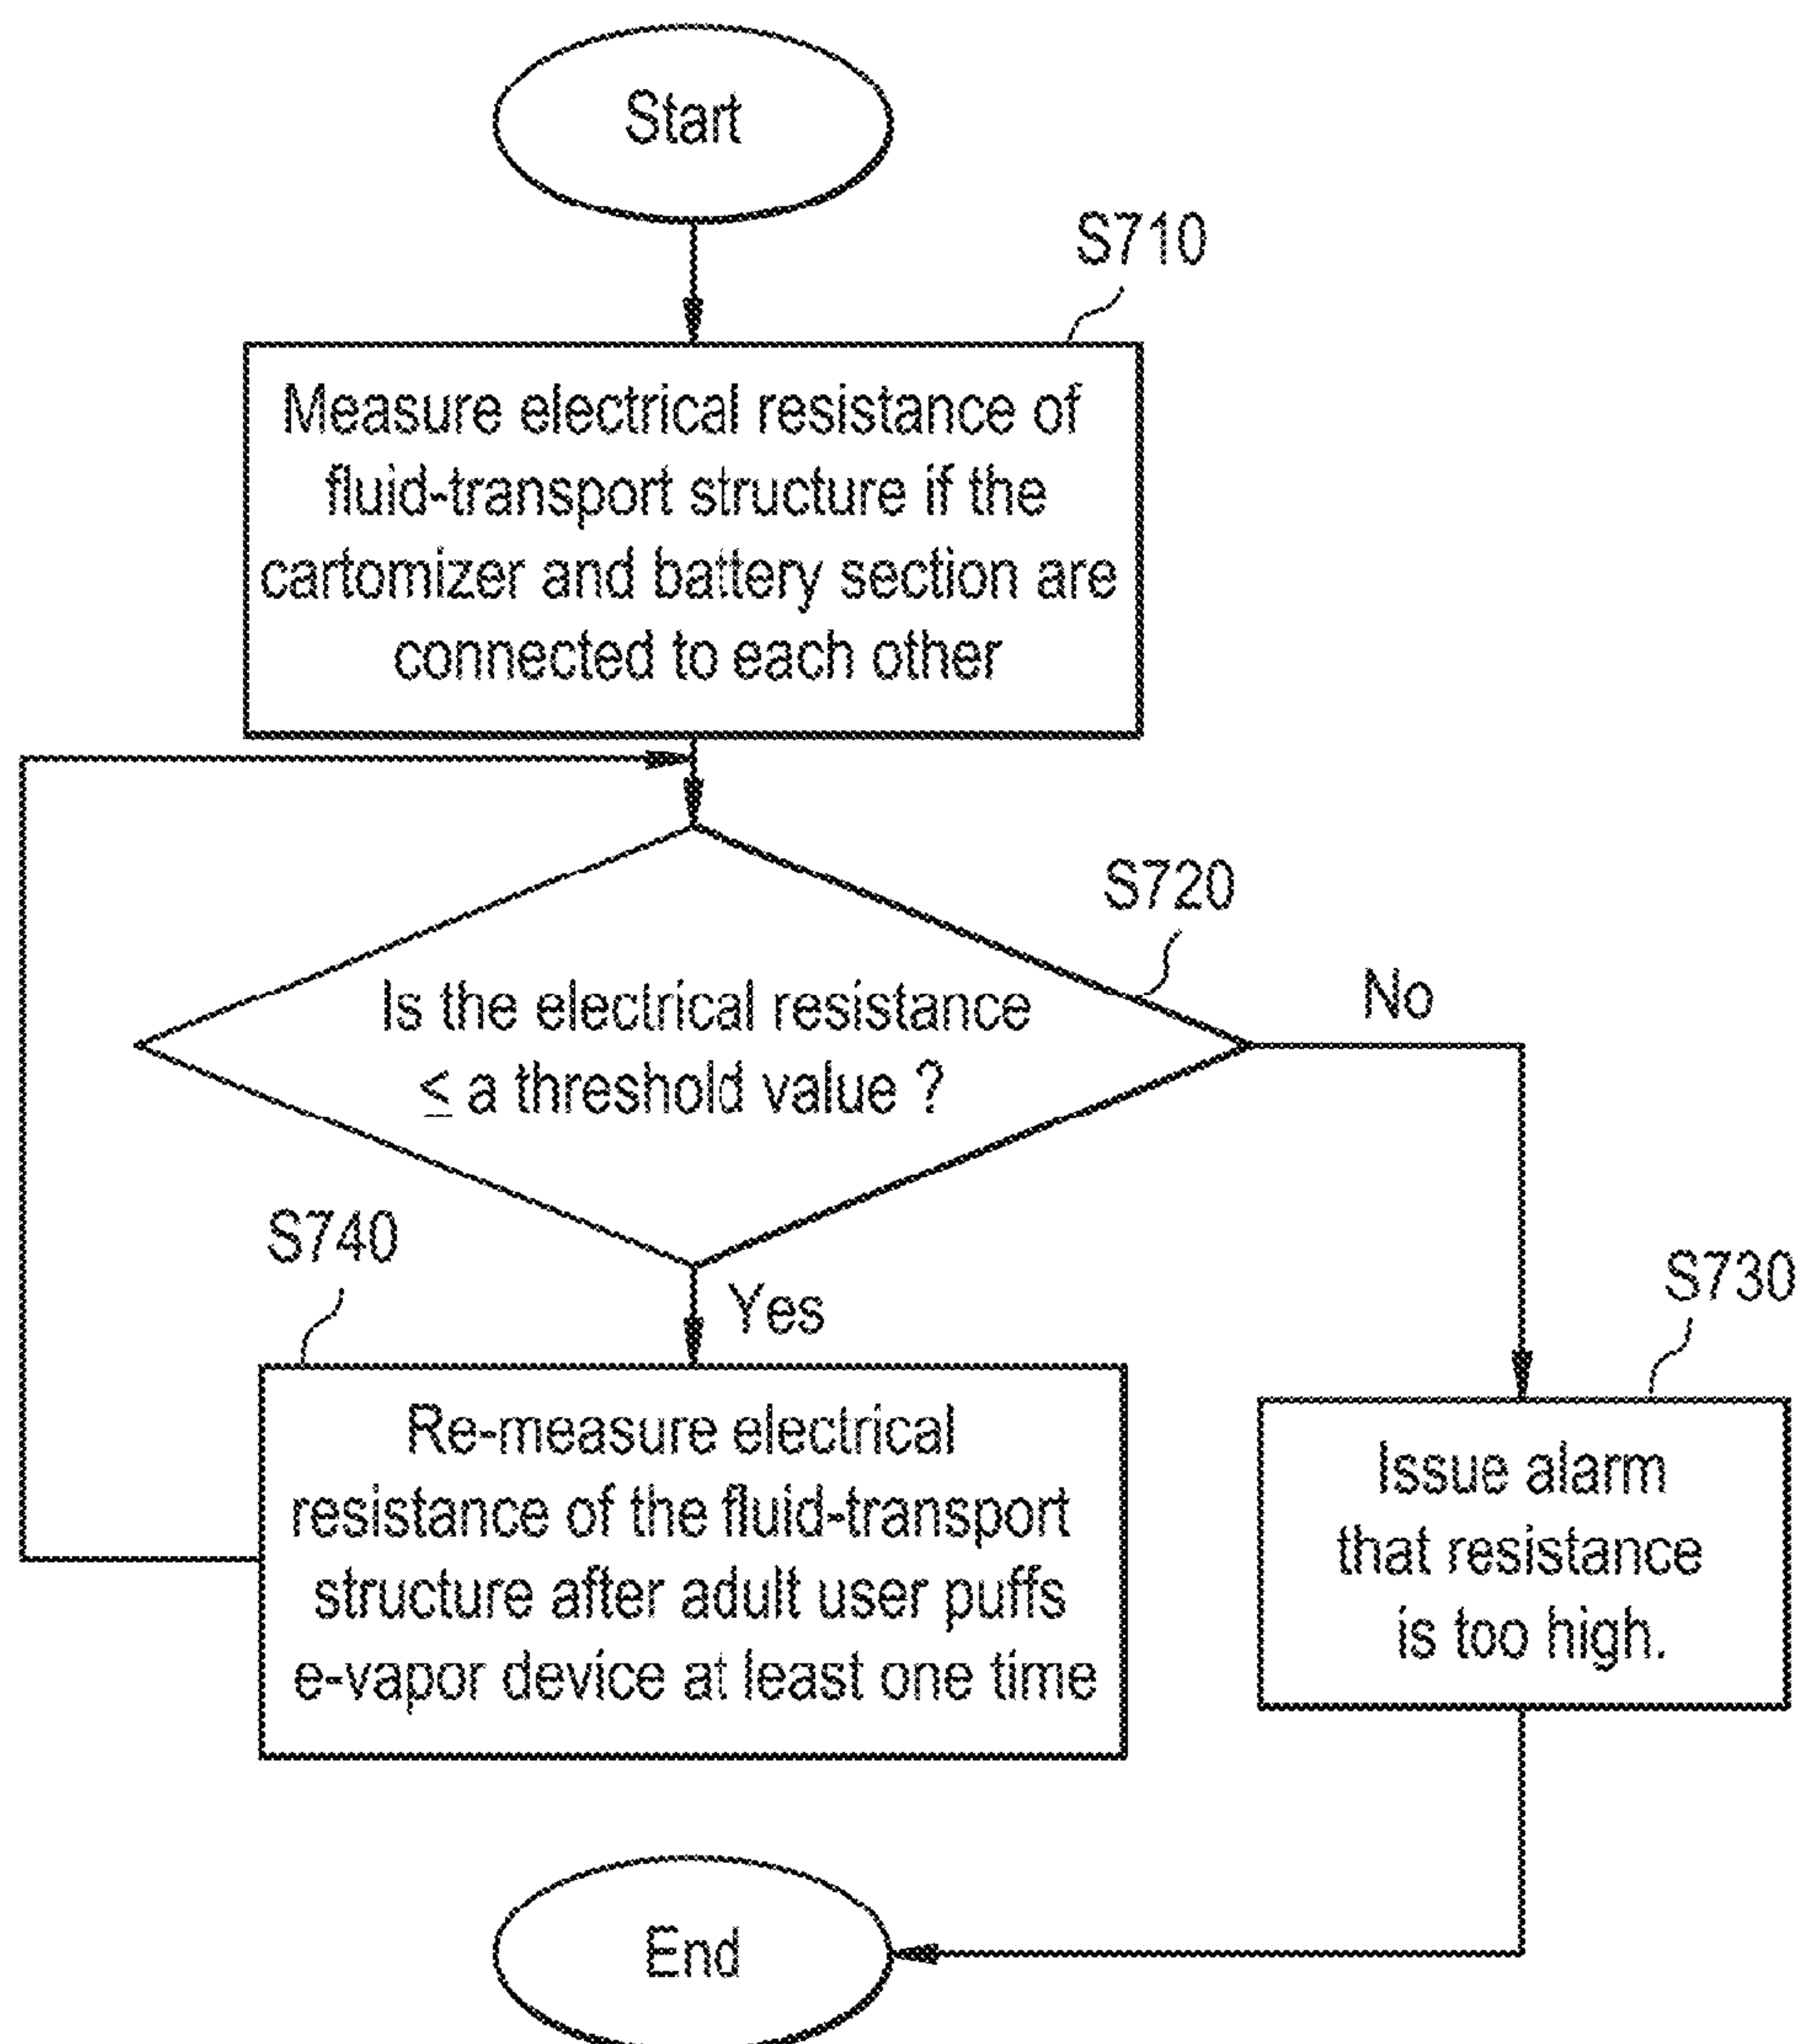 Start
S710
Measure electrical resistance of
fluid-transport structure if the
cartomizer and battery section are
connected to each other
S720
Is the electrical resistance
≤ a threshold value ?
No
Yes
S740
Re-measure electrical
resistance of the fluid-transport
structure after adult user puffs
e-vapor device at least one time
S730
Issue alarm
that resistance
is too high.
End